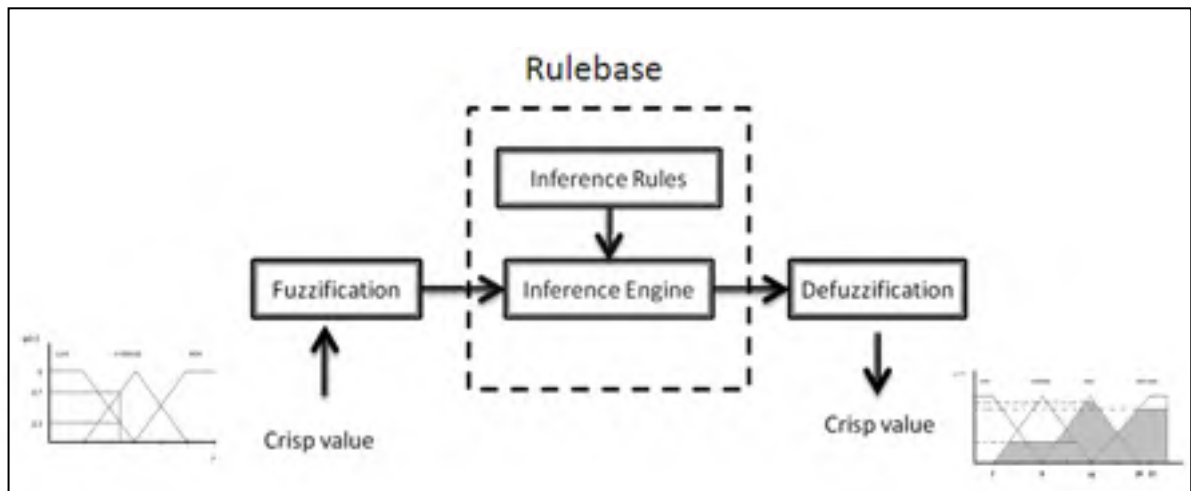 Rulebase
Inference Rules
Fuzzification
Inference Engine
Defuzzification
Crisp value
Crisp value